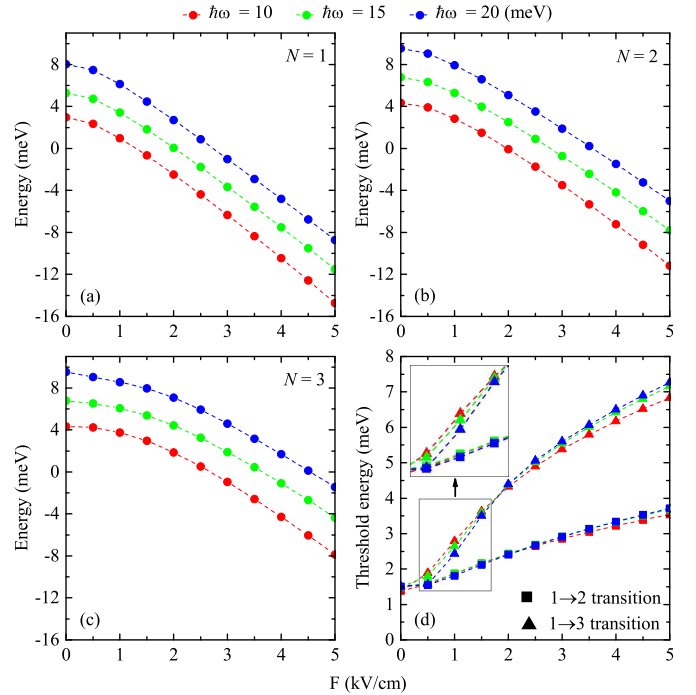 ℏω = 10 ℏω = 15 ℏω = 20 (meV)
N = 1
Energy (meV)
8
4
0
-4
-8
-12
-16
(a)
0 1 2 3 4 5
N = 2
Energy (meV)
8
4
0
-4
-8
-12
-16
(b)
0 1 2 3 4 5
N = 3
Energy (meV)
8
4
0
-4
-8
-12
-16
(c)
0 1 2 3 4 5
Threshold energy (meV)
8
7
6
5
4
3
2
1
0
1→2 transition
1→3 transition
(d)
0 1 2 3 4 5
F (kV/cm)